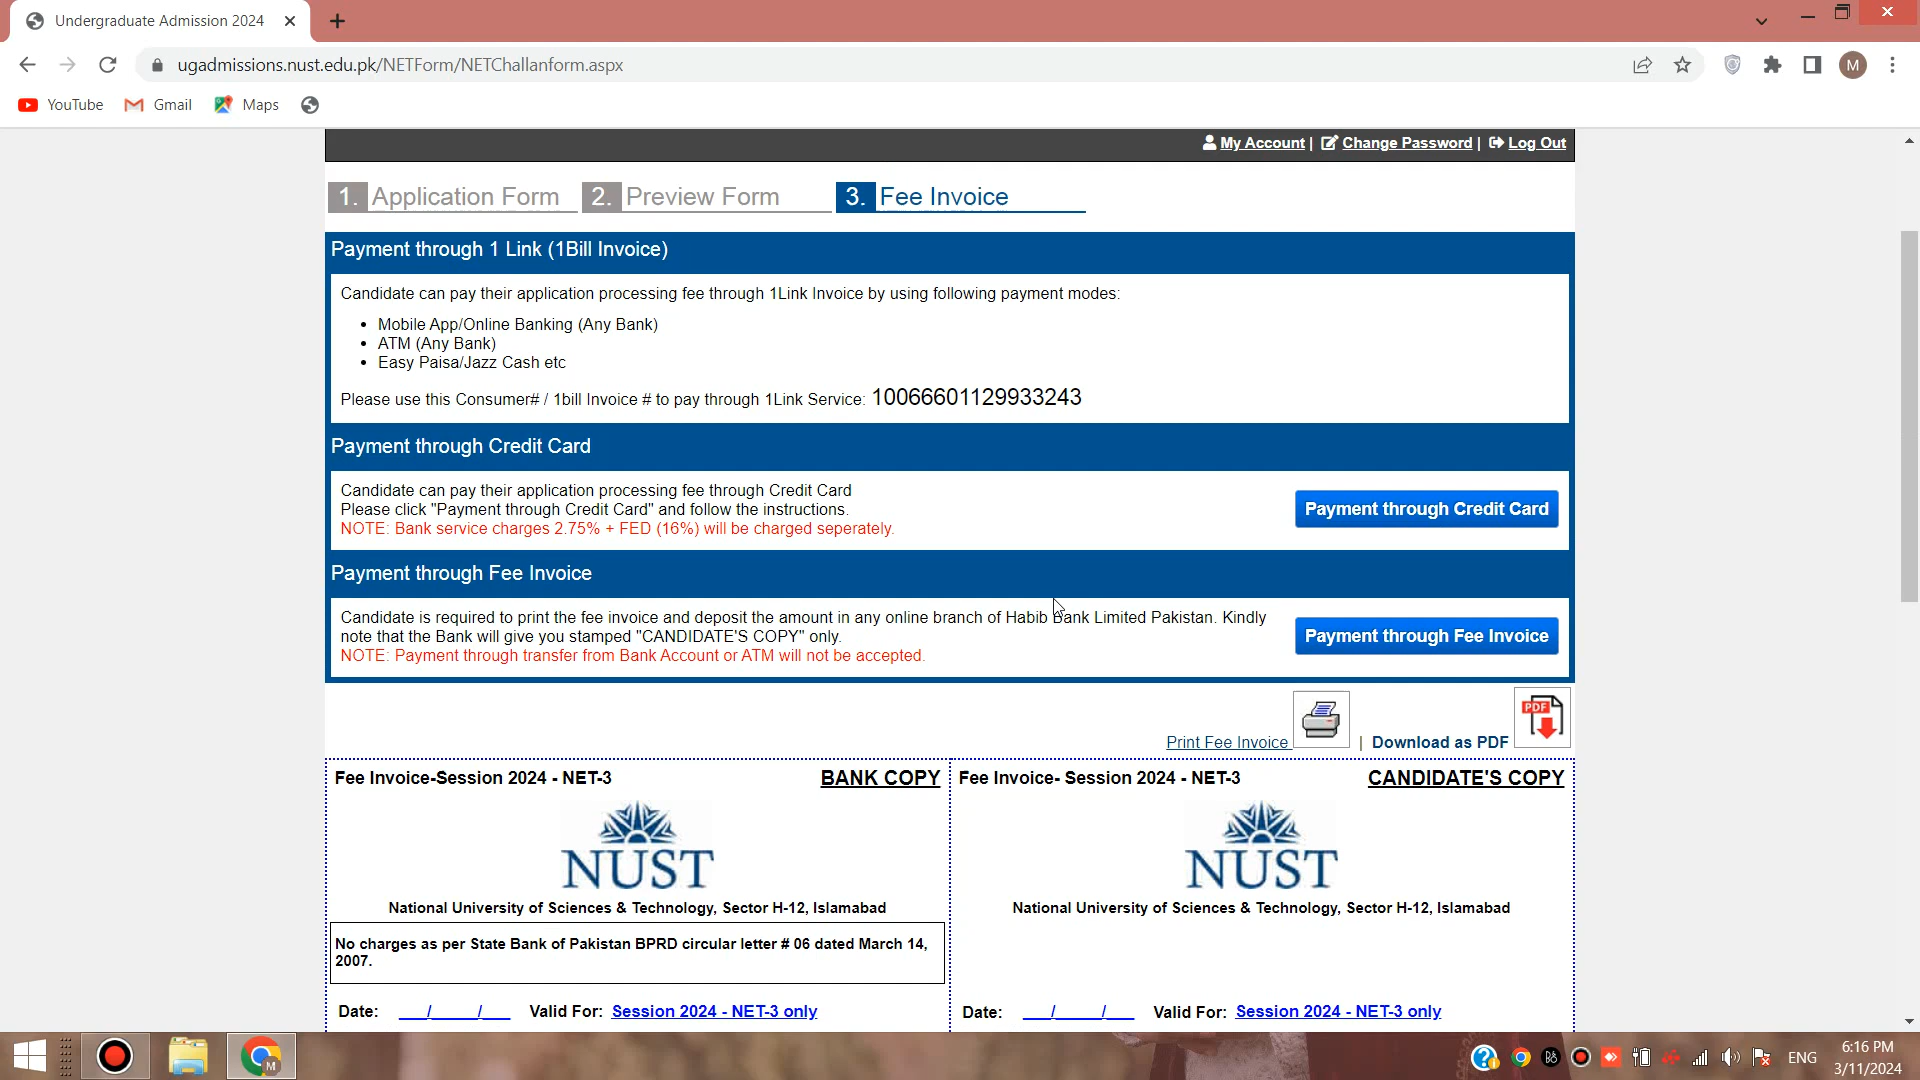 Undergraduate Admission 2024
ugadmissions.nust.edu.pk/NETForm/NETChallanform.aspx
M
YouTube
Gmail
Maps
My Account | Change Password | Log Out
1. Application Form
2. Preview Form
3. Fee Invoice
Payment through 1 Link (1Bill Invoice)
Candidate can pay their application processing fee through 1Link Invoice by using following payment modes:
• Mobile App/Online Banking (Any Bank)
• ATM (Any Bank)
• Easy Paisa/Jazz Cash etc
Please use this Consumer# / 1bill Invoice # to pay through 1Link Service: 10066601129933243
Payment through Credit Card
Candidate can pay their application processing fee through Credit Card
Please click "Payment through Credit Card" and follow the instructions.
NOTE: Bank service charges 2.75% + FED (16%) will be charged seperately.
Payment through Credit Card
Payment through Fee Invoice
Candidate is required to print the fee invoice and deposit the amount in any online branch of Habib Bank Limited Pakistan. Kindly
note that the Bank will give you stamped "CANDIDATE'S COPY" only.
NOTE: Payment through transfer from Bank Account or ATM will not be accepted.
Payment through Fee Invoice
Print Fee Invoice | Download as PDF
PDF
Fee Invoice-Session 2024 - NET-3 BANK COPY
NUST
National University of Sciences & Technology, Sector H-12, Islamabad
No charges as per State Bank of Pakistan BPRD circular letter # 06 dated March 14,
2007.
Date: ___/_____/___ Valid For: Session 2024 - NET-3 only
Fee Invoice- Session 2024 - NET-3 CANDIDATE'S COPY
NUST
National University of Sciences & Technology, Sector H-12, Islamabad
Date: ___/_____/___ Valid For: Session 2024 - NET-3 only
M
ENG
6:16 PM
3/11/2024